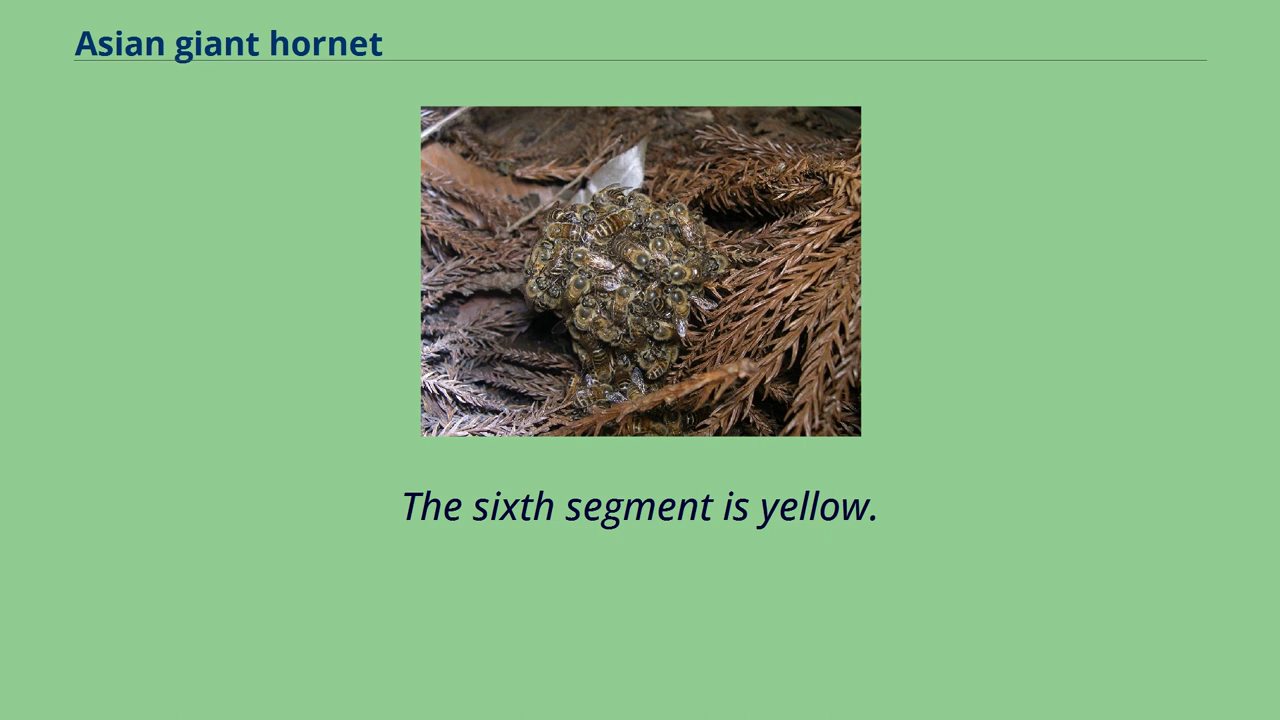 Asian giant hornet
The sixth segment is yellow.